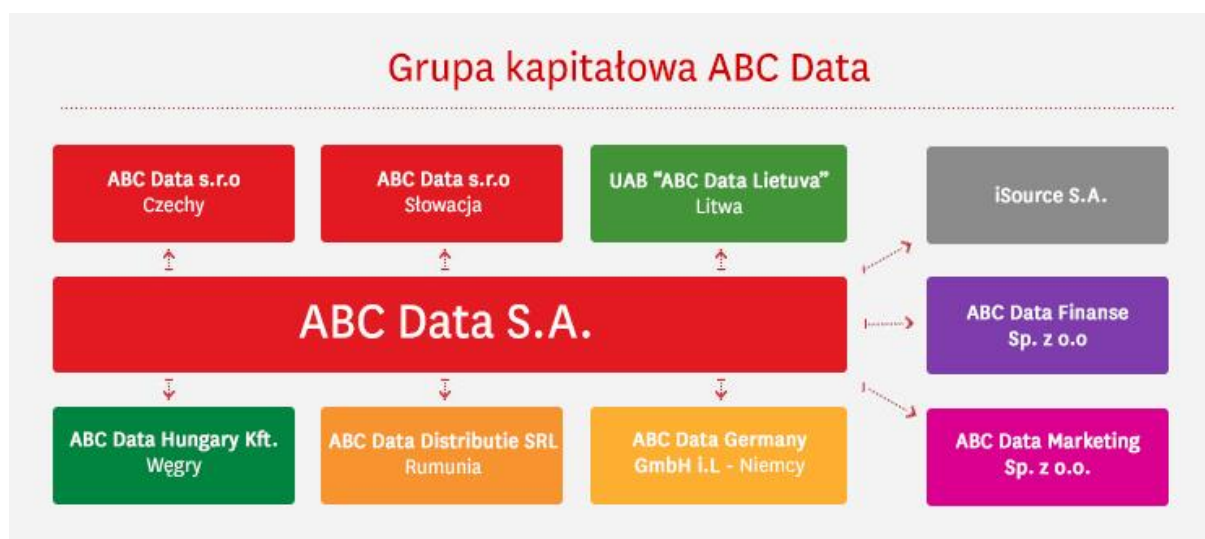 Grupa kapitałowa ABC Data
ABC Data s.r.o
Czechy
ABC Data s.r.o
Słowacja
UAB “ABC Data Lietuva”
Litwa
iSource S.A.
ABC Data S.A.
ABC Data Finanse
Sp. z o.o
ABC Data Hungary Kft.
Węgry
ABC Data Distributie SRL
Rumunia
ABC Data Germany
GmbH i.L - Niemcy
ABC Data Marketing
Sp. z o.o.